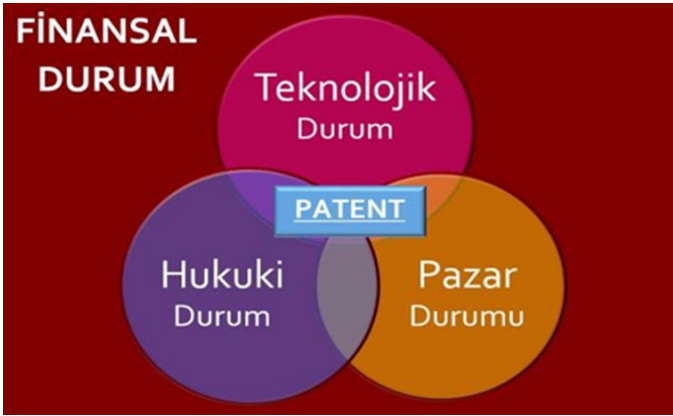 FİNANSAL
DURUM
Teknolojik
Durum
PATENT
Hukuki
Durum
Pazar
Durumu